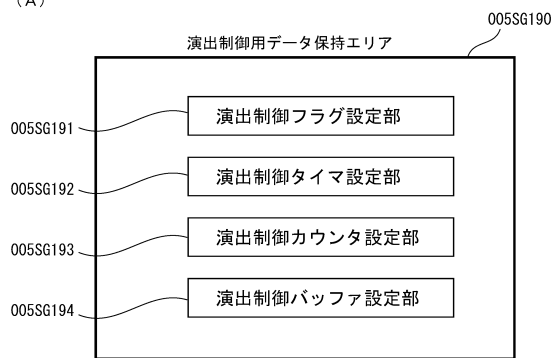 (A)
005SG190
演出制御用データ保持エリア
005SG191
演出制御フラグ設定部
005SG192
演出制御タイマ設定部
005SG193
演出制御カウンタ設定部
005SG194
演出制御バッファ設定部